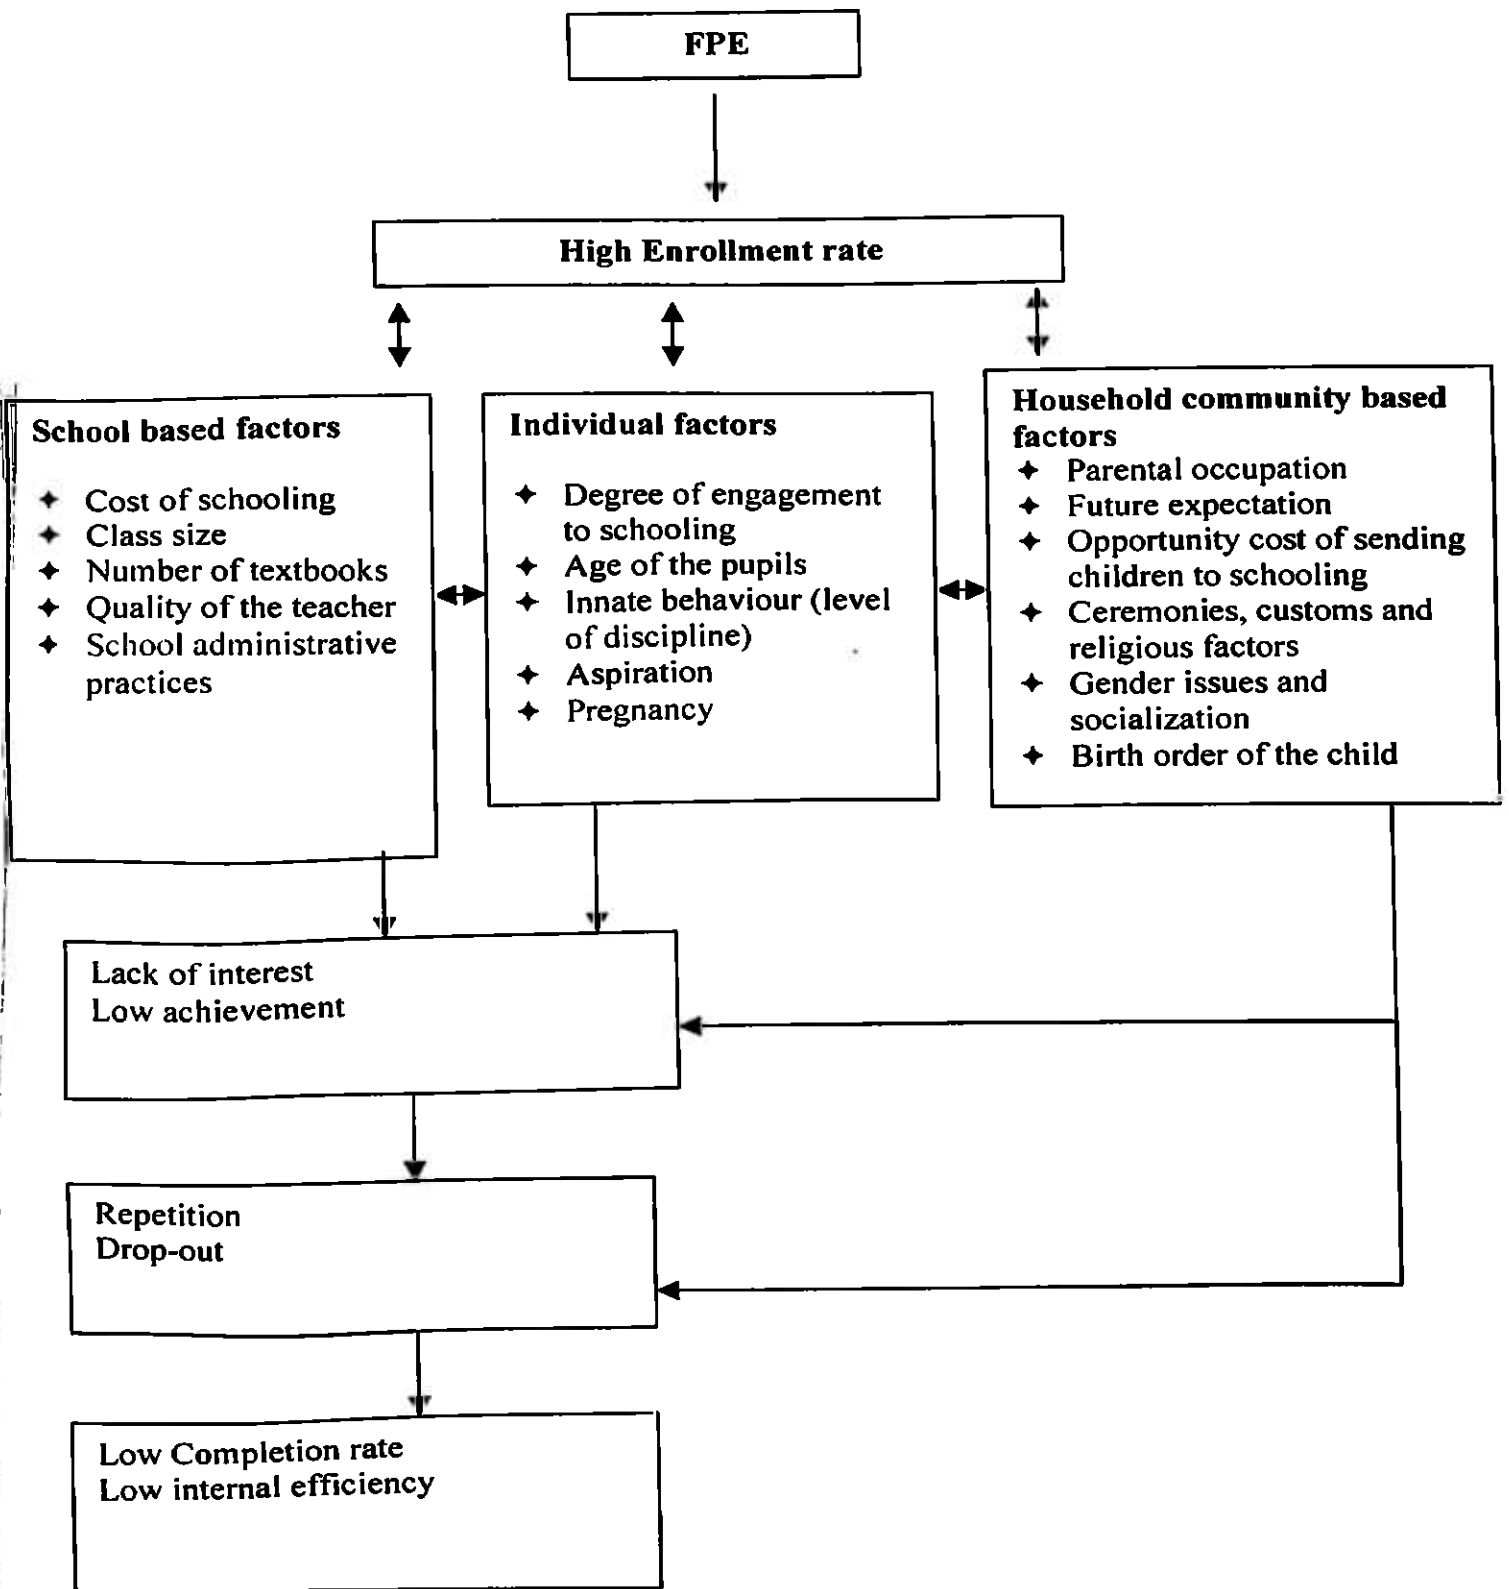 FPE
High Enrollment rate
School based factors
✦ Cost of schooling
✦ Class size
✦ Number of textbooks
✦ Quality of the teacher
✦ School administrative
practices
Individual factors
✦ Degree of engagement
to schooling
✦ Age of the pupils
✦ Innate behaviour (level
of discipline)
✦ Aspiration
✦ Pregnancy
Household community based
factors
✦ Parental occupation
✦ Future expectation
✦ Opportunity cost of sending
children to schooling
✦ Ceremonies, customs and
religious factors
✦ Gender issues and
socialization
✦ Birth order of the child
Lack of interest
Low achievement
Repetition
Drop-out
Low Completion rate
Low internal efficiency